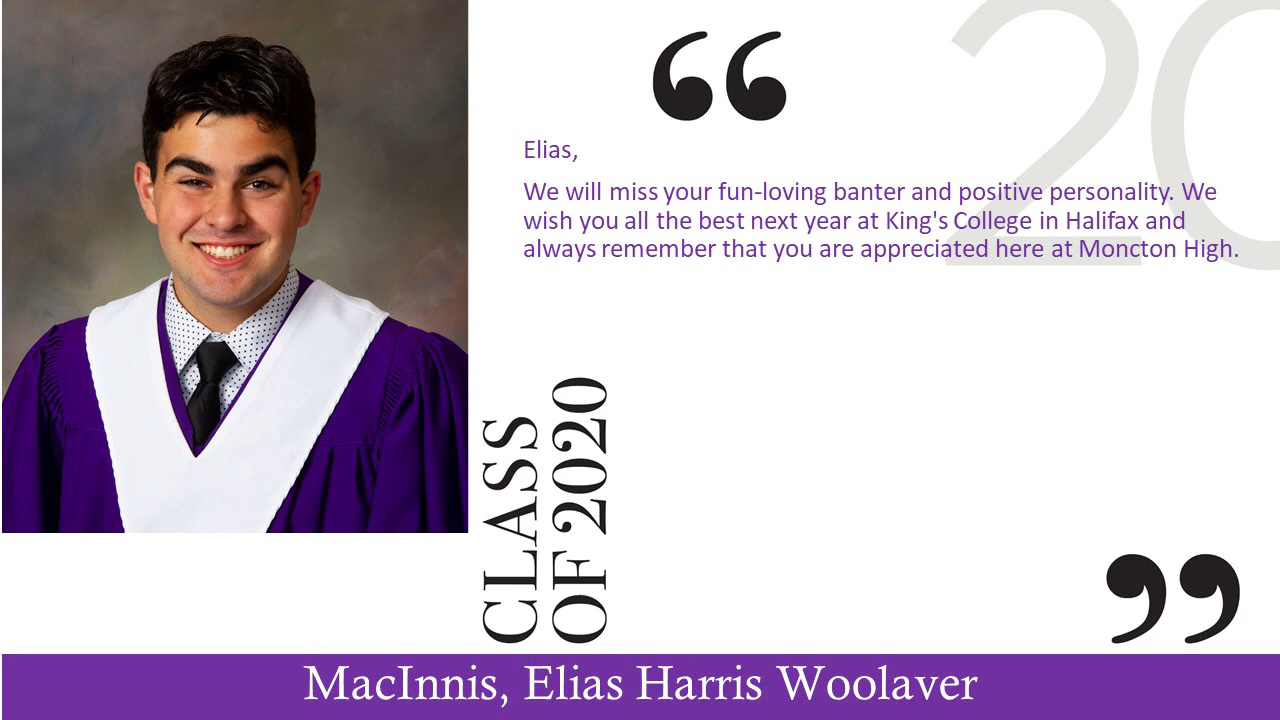 20
“
Elias,
We will miss your fun-loving banter and positive personality. We
wish you all the best next year at King's College in Halifax and
always remember that you are appreciated here at Moncton High.
CLASS
OF 2020
”
MacInnis, Elias Harris Woolaver